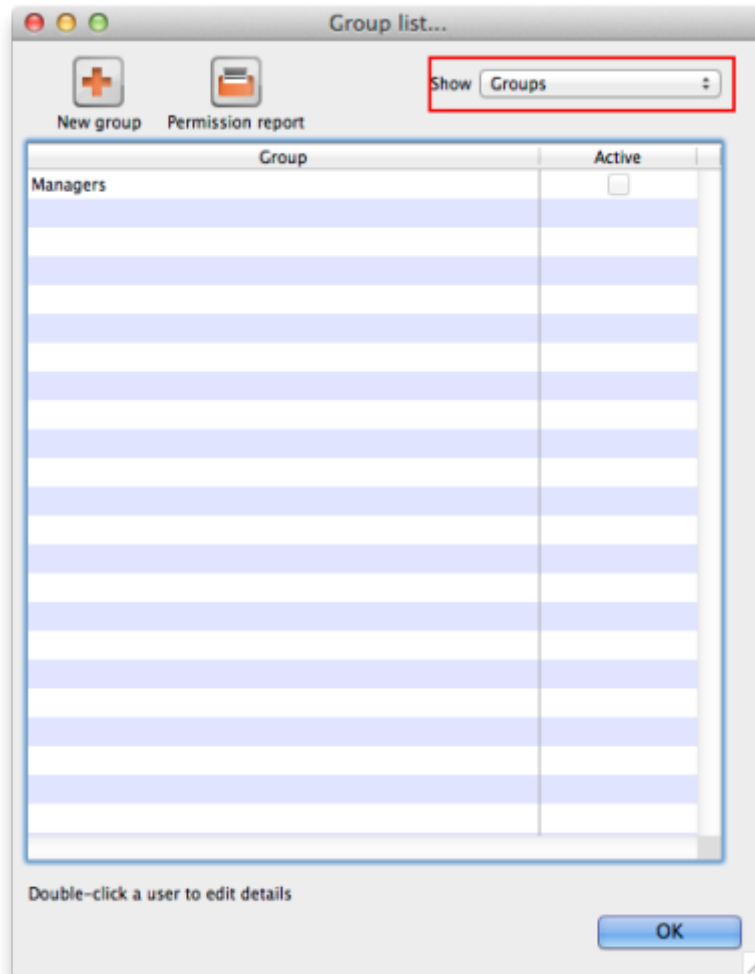 Group list...
Show Groups
New group Permission report
Group Active
Managers
Double-click a user to edit details
OK